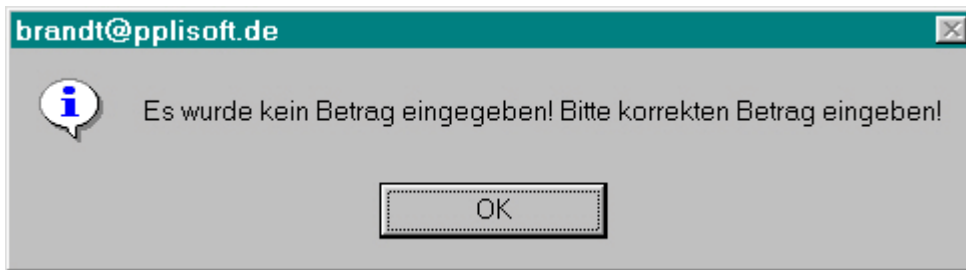 brandt@pplisoft.de
Es wurde kein Betrag eingegeben! Bitte korrekten Betrag eingeben!
OK